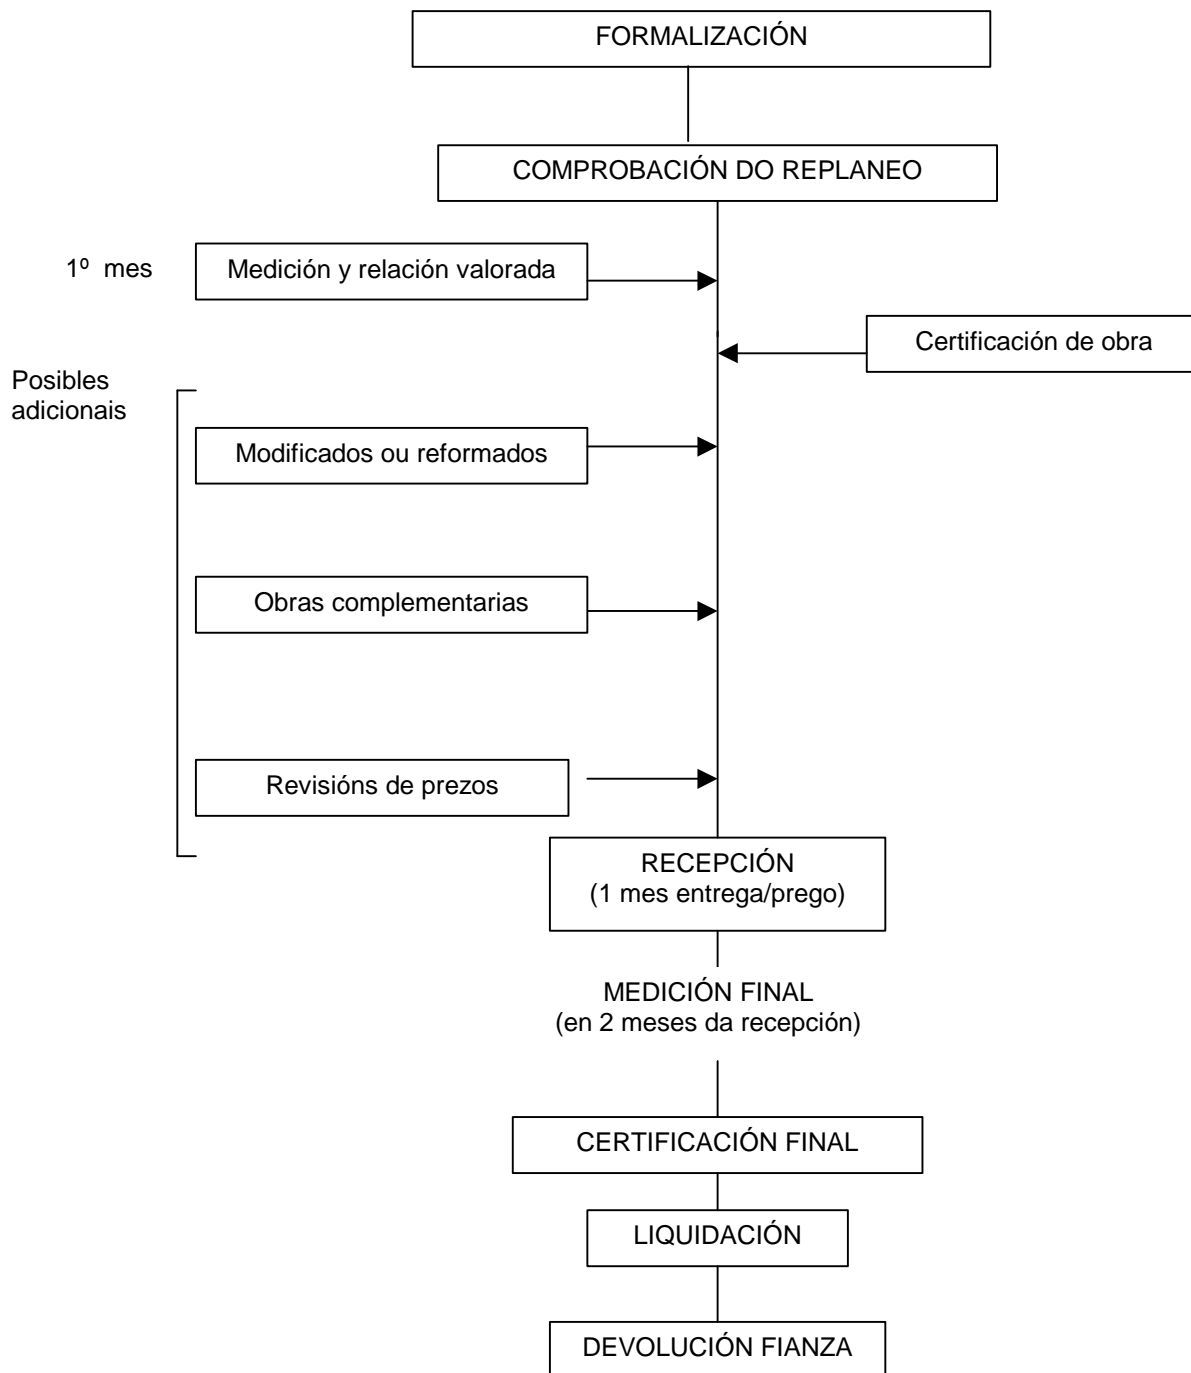 FORMALIZACIÓN
COMPROBACIÓN DO REPLANEO
1º mes
Medición y relación valorada
Certificación de obra
Posibles
adicionais
Modificados ou reformados
Obras complementarias
Revisións de prezos
RECEPCIÓN
(1 mes entrega/prego)
MEDICIÓN FINAL
(en 2 meses da recepción)
CERTIFICACIÓN FINAL
LIQUIDACIÓN
DEVOLUCIÓN FIANZA